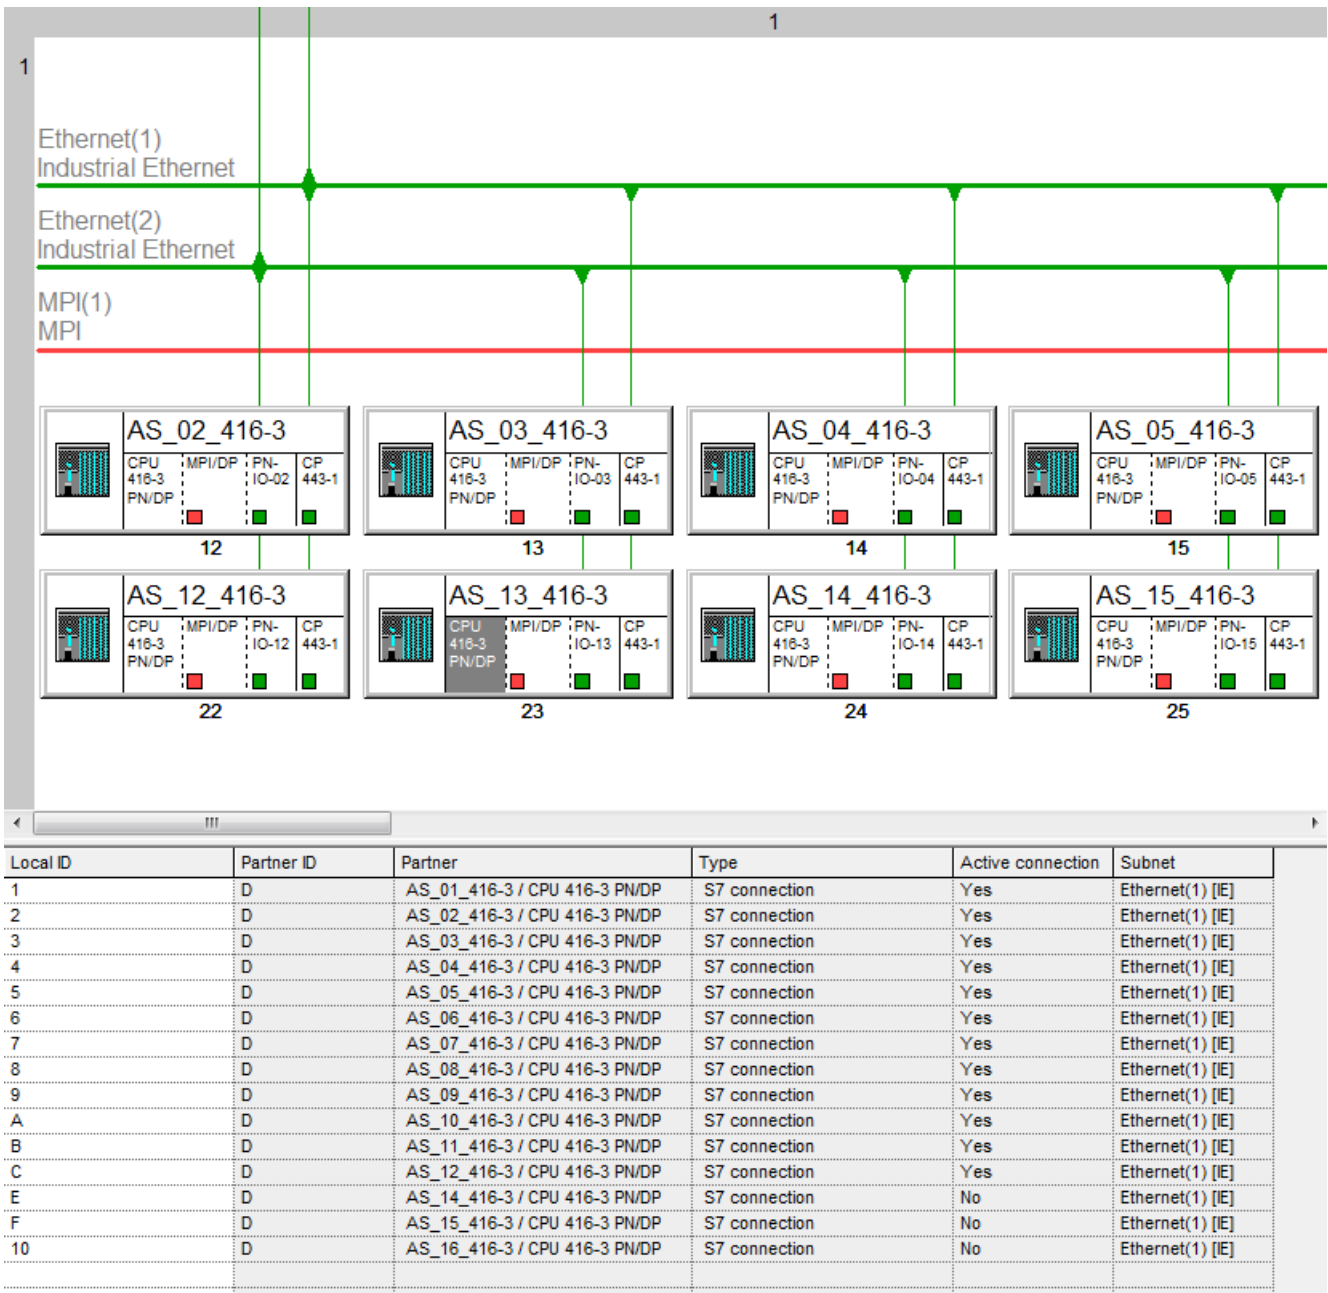 1
1
Ethernet(1)
Industrial Ethernet
Ethernet(2)
Industrial Ethernet
MPI(1)
MPI
AS_02_416-3
CPU 416-3 PN/DP MPI/DP PN-IO-02 CP 443-1
12
AS_03_416-3
CPU 416-3 PN/DP MPI/DP PN-IO-03 CP 443-1
13
AS_04_416-3
CPU 416-3 PN/DP MPI/DP PN-IO-04 CP 443-1
14
AS_05_416-3
CPU 416-3 PN/DP MPI/DP PN-IO-05 CP 443-1
15
AS_12_416-3
CPU 416-3 PN/DP MPI/DP PN-IO-12 CP 443-1
22
AS_13_416-3
CPU 416-3 PN/DP MPI/DP PN-IO-13 CP 443-1
23
AS_14_416-3
CPU 416-3 PN/DP MPI/DP PN-IO-14 CP 443-1
24
AS_15_416-3
CPU 416-3 PN/DP MPI/DP PN-IO-15 CP 443-1
25
Local ID Partner ID Partner Type Active connection Subnet
1 D AS_01_416-3 / CPU 416-3 PN/DP S7 connection Yes Ethernet(1) [IE]
2 D AS_02_416-3 / CPU 416-3 PN/DP S7 connection Yes Ethernet(1) [IE]
3 D AS_03_416-3 / CPU 416-3 PN/DP S7 connection Yes Ethernet(1) [IE]
4 D AS_04_416-3 / CPU 416-3 PN/DP S7 connection Yes Ethernet(1) [IE]
5 D AS_05_416-3 / CPU 416-3 PN/DP S7 connection Yes Ethernet(1) [IE]
6 D AS_06_416-3 / CPU 416-3 PN/DP S7 connection Yes Ethernet(1) [IE]
7 D AS_07_416-3 / CPU 416-3 PN/DP S7 connection Yes Ethernet(1) [IE]
8 D AS_08_416-3 / CPU 416-3 PN/DP S7 connection Yes Ethernet(1) [IE]
9 D AS_09_416-3 / CPU 416-3 PN/DP S7 connection Yes Ethernet(1) [IE]
A D AS_10_416-3 / CPU 416-3 PN/DP S7 connection Yes Ethernet(1) [IE]
B D AS_11_416-3 / CPU 416-3 PN/DP S7 connection Yes Ethernet(1) [IE]
C D AS_12_416-3 / CPU 416-3 PN/DP S7 connection Yes Ethernet(1) [IE]
E D AS_14_416-3 / CPU 416-3 PN/DP S7 connection No Ethernet(1) [IE]
F D AS_15_416-3 / CPU 416-3 PN/DP S7 connection No Ethernet(1) [IE]
10 D AS_16_416-3 / CPU 416-3 PN/DP S7 connection No Ethernet(1) [IE]